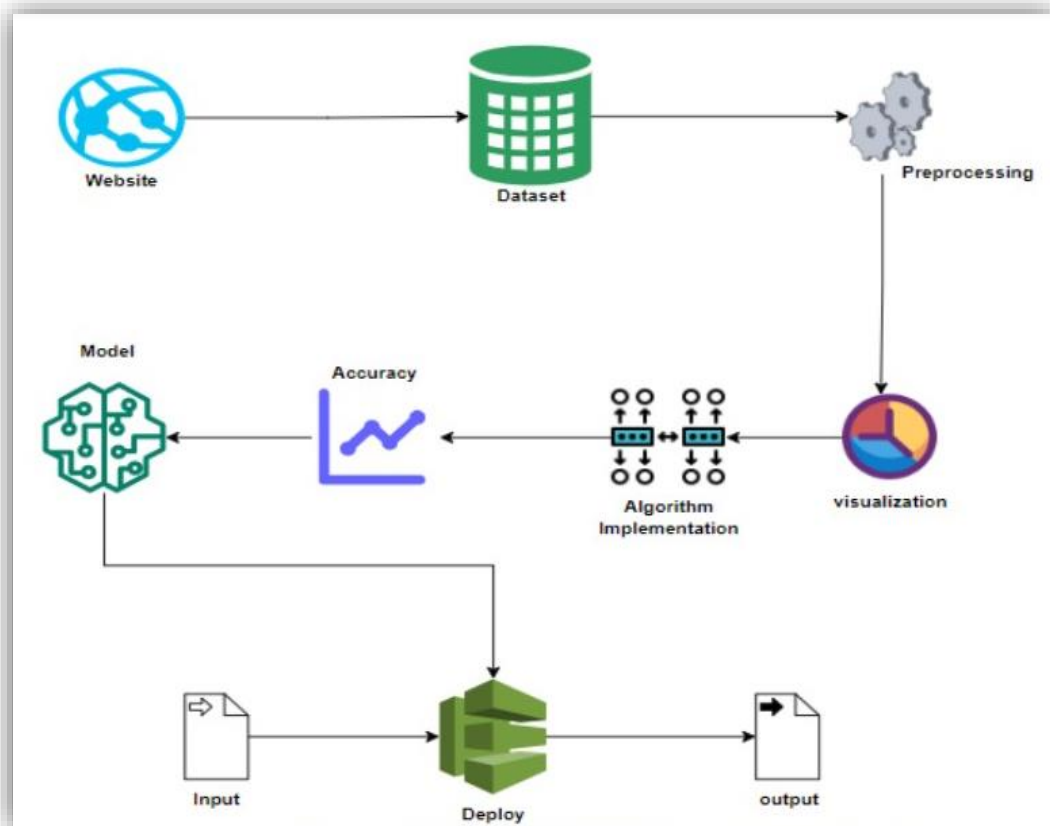 Website
Dataset
Preprocessing
Model
Accuracy
Algorithm
Implementation
visualization
Input
Deploy
output